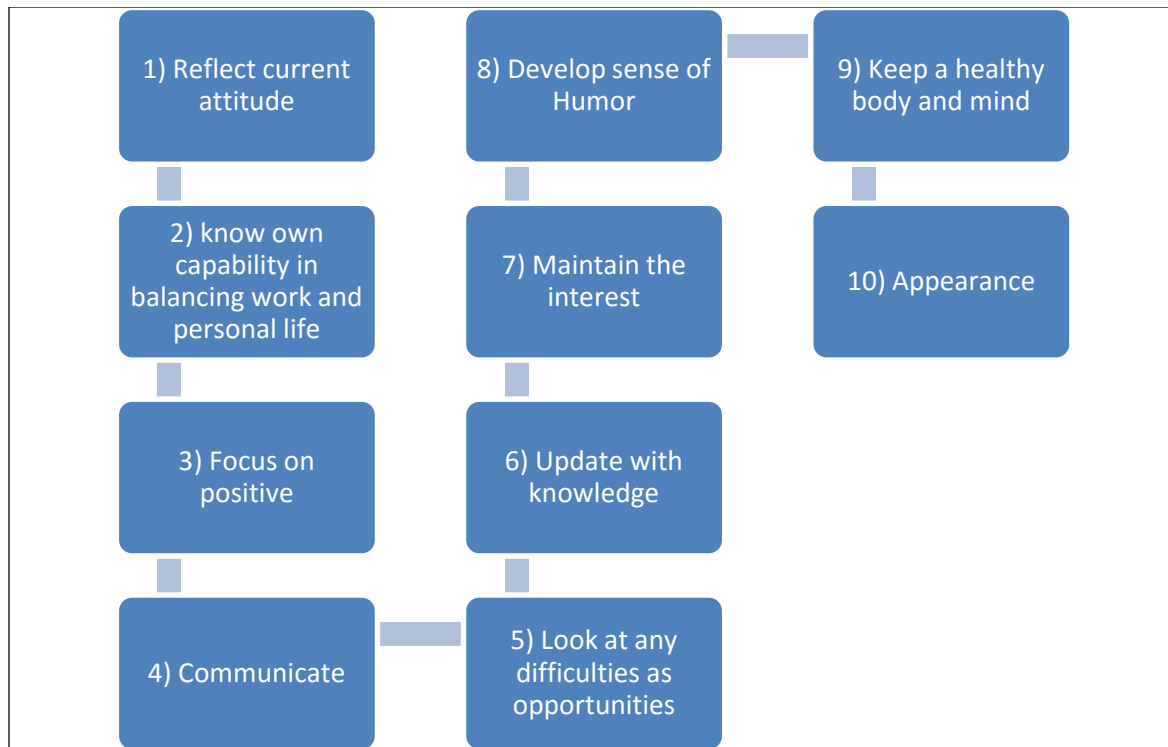 1) Reflect current
attitude
2) know own
capability in
balancing work and
personal life
3) Focus on
positive
4) Communicate
5) Look at any
difficulties as
opportunities
6) Update with
knowledge
7) Maintain the
interest
8) Develop sense of
Humor
9) Keep a healthy
body and mind
10) Appearance